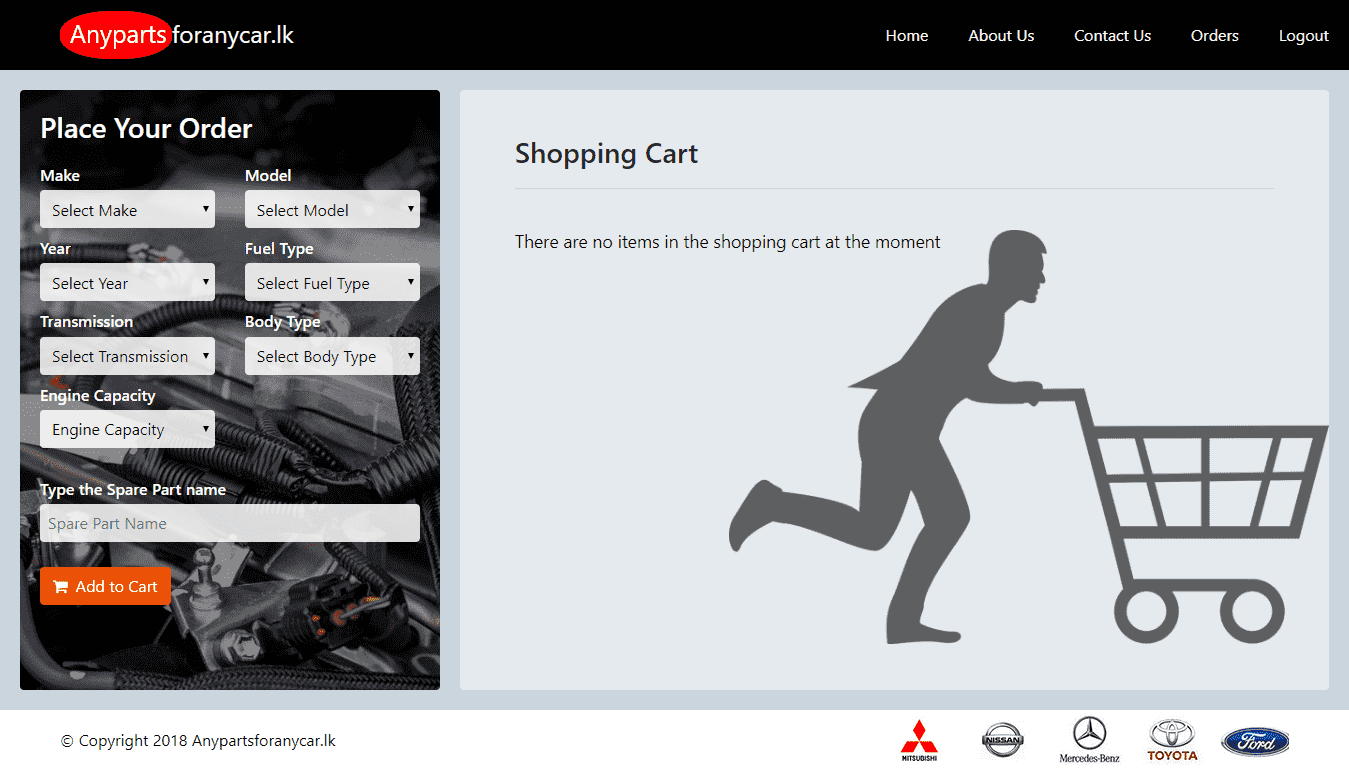 Anypartsforanycar.lk
Home About Us Contact Us Orders Logout
Place Your Order
Make Model
Select Make Select Model
Year Fuel Type
Select Year Select Fuel Type
Transmission Body Type
Select Transmission Select Body Type
Engine Capacity
Engine Capacity
Type the Spare Part name
Spare Part Name
Add to Cart
Shopping Cart
There are no items in the shopping cart at the moment
© Copyright 2018 Anypartsforanycar.lk
MITSUBISHI NISSAN Mercedes-Benz TOYOTA Ford